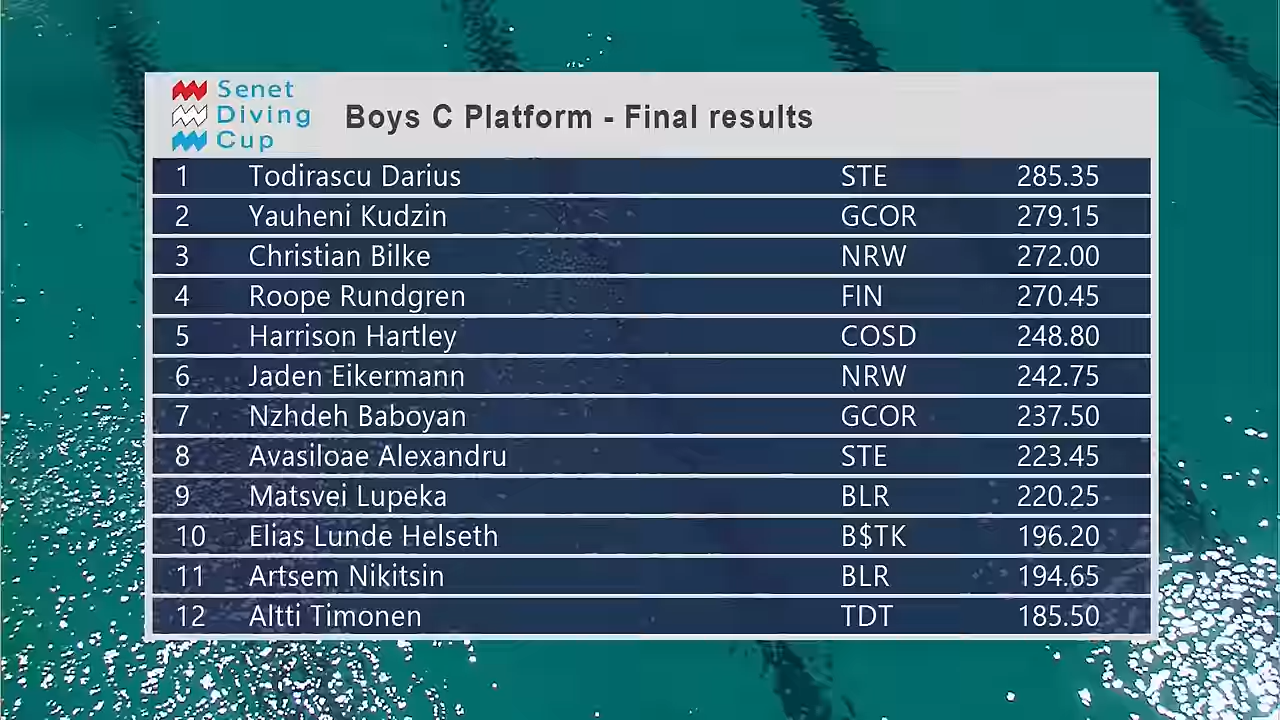 Senet
Diving
Cup
Boys C Platform - Final results
1 Todirascu Darius STE 285.35
2 Yauheni Kudzin GCOR 279.15
3 Christian Bilke NRW 272.00
4 Roope Rundgren FIN 270.45
5 Harrison Hartley COSD 248.80
6 Jaden Eikermann NRW 242.75
7 Nzhdeh Baboyan GCOR 237.50
8 Avasiloae Alexandru STE 223.45
9 Matsvei Lupeka BLR 220.25
10 Elias Lunde Helseth B$TK 196.20
11 Artsem Nikitsin BLR 194.65
12 Altti Timonen TDT 185.50